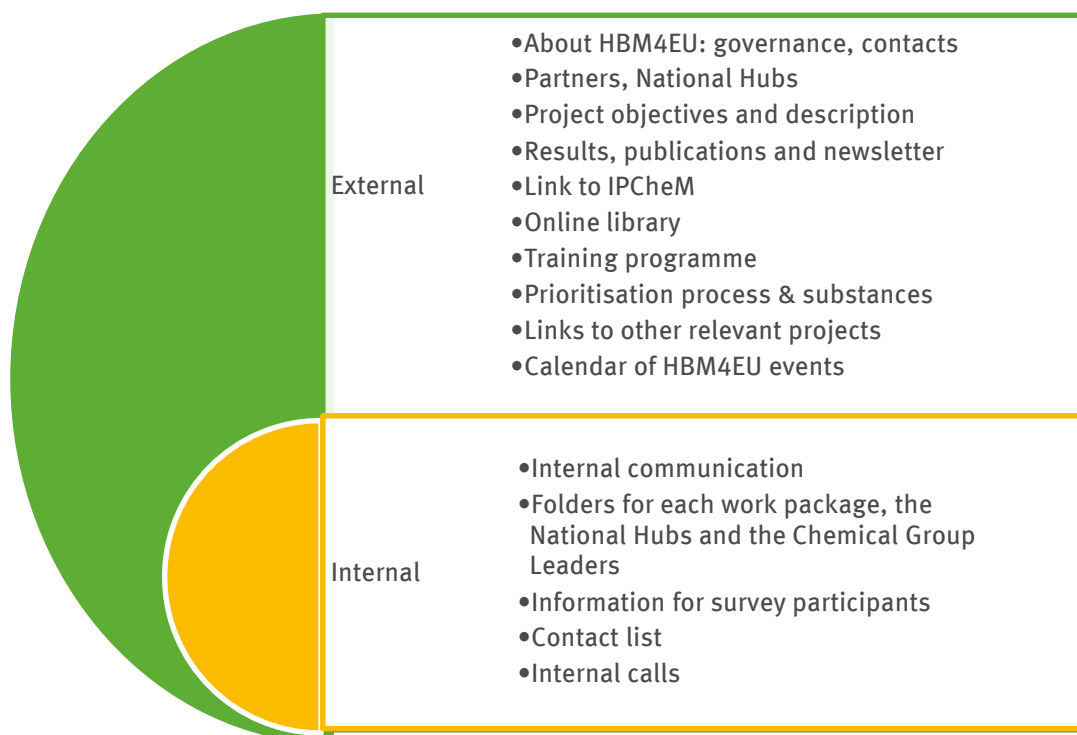 External
•About HBM4EU: governance, contacts
•Partners, National Hubs
•Project objectives and description
•Results, publications and newsletter
•Link to IPCheM
•Online library
•Training programme
•Prioritisation process & substances
•Links to other relevant projects
•Calendar of HBM4EU events
Internal
•Internal communication
•Folders for each work package, the
National Hubs and the Chemical Group
Leaders
•Information for survey participants
•Contact list
•Internal calls